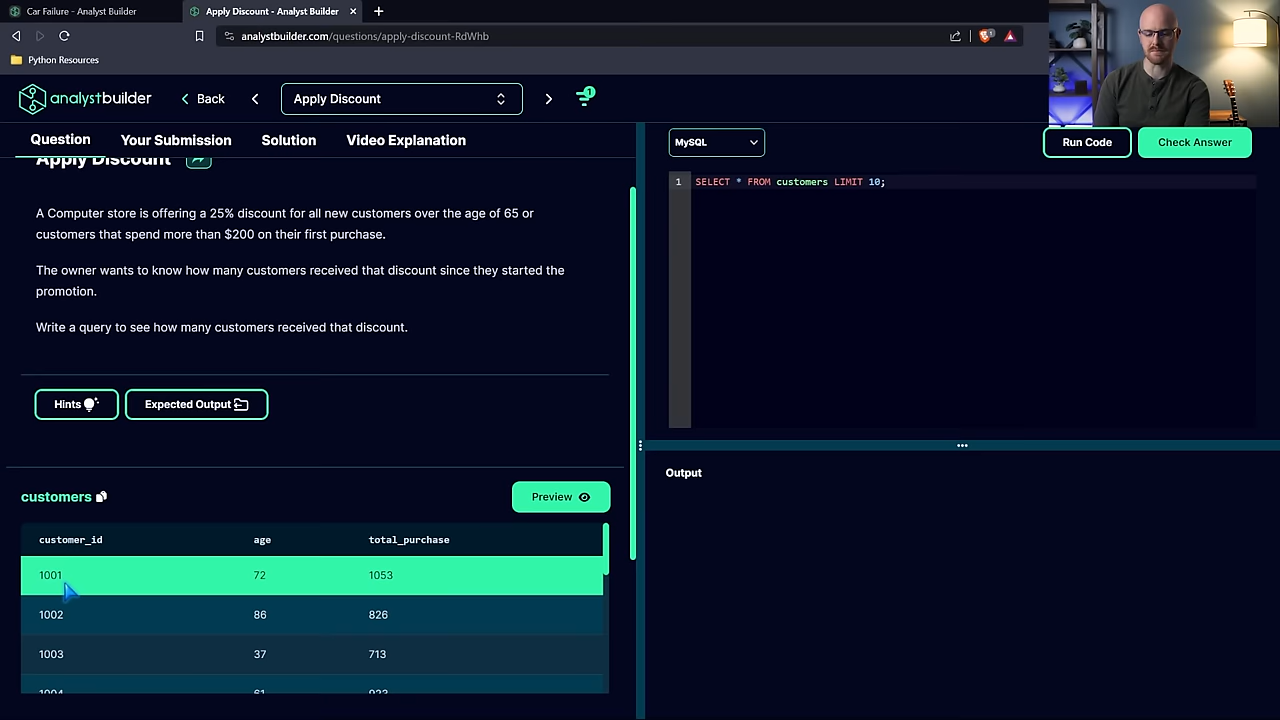 Car Failure - Analyst Builder
Apply Discount - Analyst Builder
analystbuilder.com/questions/apply-discount-RdWhb
Python Resources
analystbuilder
Back
Apply Discount
1
Question
Your Submission
Solution
Video Explanation
MySQL
Run Code
Check Answer
Apply Discount
A Computer store is offering a 25% discount for all new customers over the age of 65 or
customers that spend more than $200 on their first purchase.
The owner wants to know how many customers received that discount since they started the
promotion.
Write a query to see how many customers received that discount.
Hints
Expected Output
customers
Preview
customer_id age total_purchase
1001 72 1053
1002 86 826
1003 37 713
1004 61 923
1 SELECT * FROM customers LIMIT 10;
Output